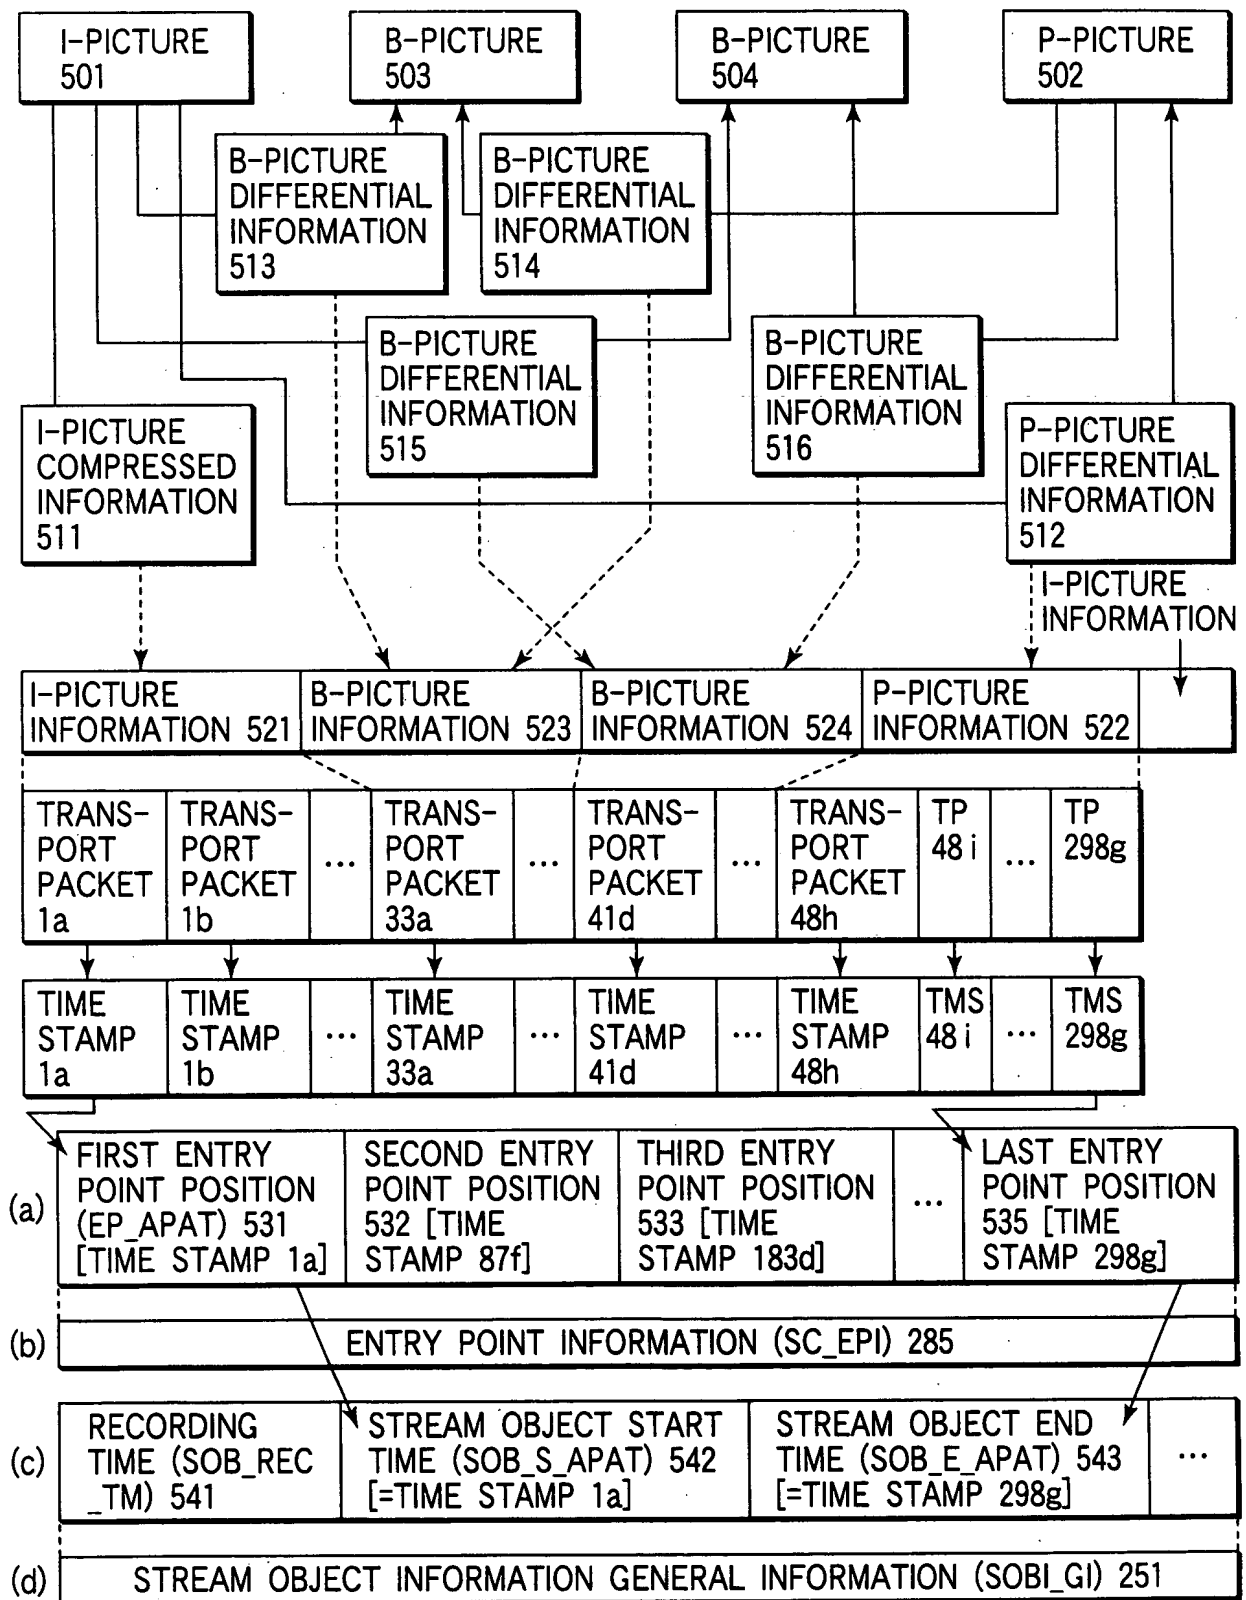 I-PICTURE
501
B-PICTURE
503
B-PICTURE
504
P-PICTURE
502
B-PICTURE
DIFFERENTIAL
INFORMATION
513
B-PICTURE
DIFFERENTIAL
INFORMATION
514
B-PICTURE
DIFFERENTIAL
INFORMATION
515
B-PICTURE
DIFFERENTIAL
INFORMATION
516
I-PICTURE
COMPRESSED
INFORMATION
511
P-PICTURE
DIFFERENTIAL
INFORMATION
512
I-PICTURE
INFORMATION
I-PICTURE
INFORMATION 521
B-PICTURE
INFORMATION 523
B-PICTURE
INFORMATION 524
P-PICTURE
INFORMATION 522
TRANS-
PORT
PACKET
1a
TRANS-
PORT
PACKET
1b
...
TRANS-
PORT
PACKET
33a
...
TRANS-
PORT
PACKET
41d
...
TRANS-
PORT
PACKET
48h
TP
48i
...
TP
298g
TIME
STAMP
1a
TIME
STAMP
1b
...
TIME
STAMP
33a
...
TIME
STAMP
41d
...
TIME
STAMP
48h
TMS
48i
...
TMS
298g
(a)
FIRST ENTRY
POINT POSITION
(EP_APAT) 531
[TIME STAMP 1a]
SECOND ENTRY
POINT POSITION
532 [TIME
STAMP 87f]
THIRD ENTRY
POINT POSITION
533 [TIME
STAMP 183d]
...
LAST ENTRY
POINT POSITION
535 [TIME
STAMP 298g]
(b)
ENTRY POINT INFORMATION (SC_EPI) 285
(c)
RECORDING
TIME (SOB_REC
_TM) 541
STREAM OBJECT START
TIME (SOB_S_APAT) 542
[=TIME STAMP 1a]
STREAM OBJECT END
TIME (SOB_E_APAT) 543
[=TIME STAMP 298g]
...
(d)
STREAM OBJECT INFORMATION GENERAL INFORMATION (SOBI_GI) 251